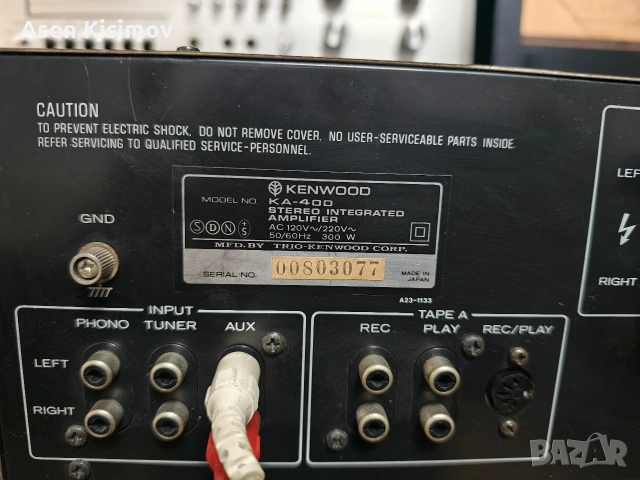 Asen Kisimov
CAUTION
TO PREVENT ELECTRIC SHOCK, DO NOT REMOVE COVER. NO USER-SERVICEABLE PARTS INSIDE.
REFER SERVICING TO QUALIFIED SERVICE-PERSONNEL.
KENWOOD
MODEL NO. KA-400
STEREO INTEGRATED
AMPLIFIER
S D N +S
AC 120V~/220V~
50/60Hz 300 W
MFD. BY TRIO-KENWOOD CORP.
SERIAL NO. 00803077
MADE IN
JAPAN
A23-1133
GND
INPUT
PHONO TUNER AUX
LEFT
RIGHT
TAPE A
REC PLAY REC/PLAY
LEFT
RIGHT
BAZAR